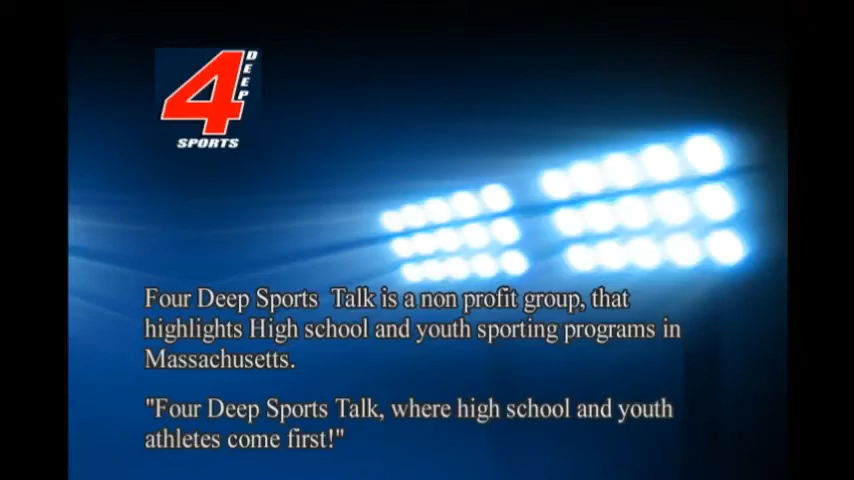 4
DEEP
SPORTS
Four Deep Sports  Talk is a non profit group, that
highlights High school and youth sporting programs in
Massachusetts.
"Four Deep Sports Talk, where high school and youth
athletes come first!"